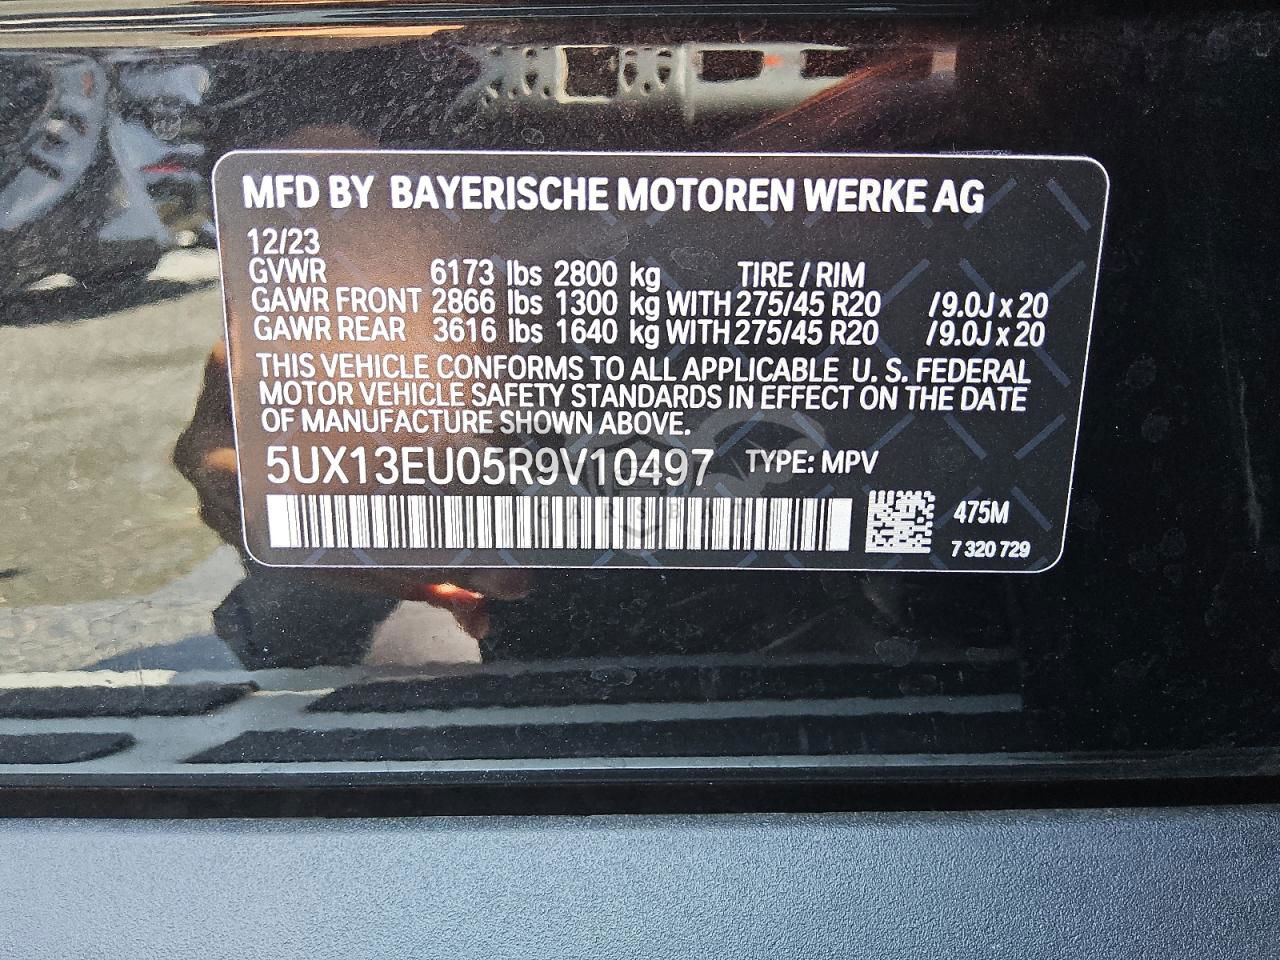 MFD BY BAYERISCHE MOTOREN WERKE AG
12/23
GVWR 6173 lbs 2800 kg TIRE / RIM
GAWR FRONT 2866 lbs 1300 kg WITH 275/45 R20 /9.0J x 20
GAWR REAR 3616 lbs 1640 kg WITH 275/45 R20 /9.0J x 20
THIS VEHICLE CONFORMS TO ALL APPLICABLE U. S. FEDERAL
MOTOR VEHICLE SAFETY STANDARDS IN EFFECT ON THE DATE
OF MANUFACTURE SHOWN ABOVE.
5UX13EU05R9V10497 TYPE: MPV
475M
7 320 729